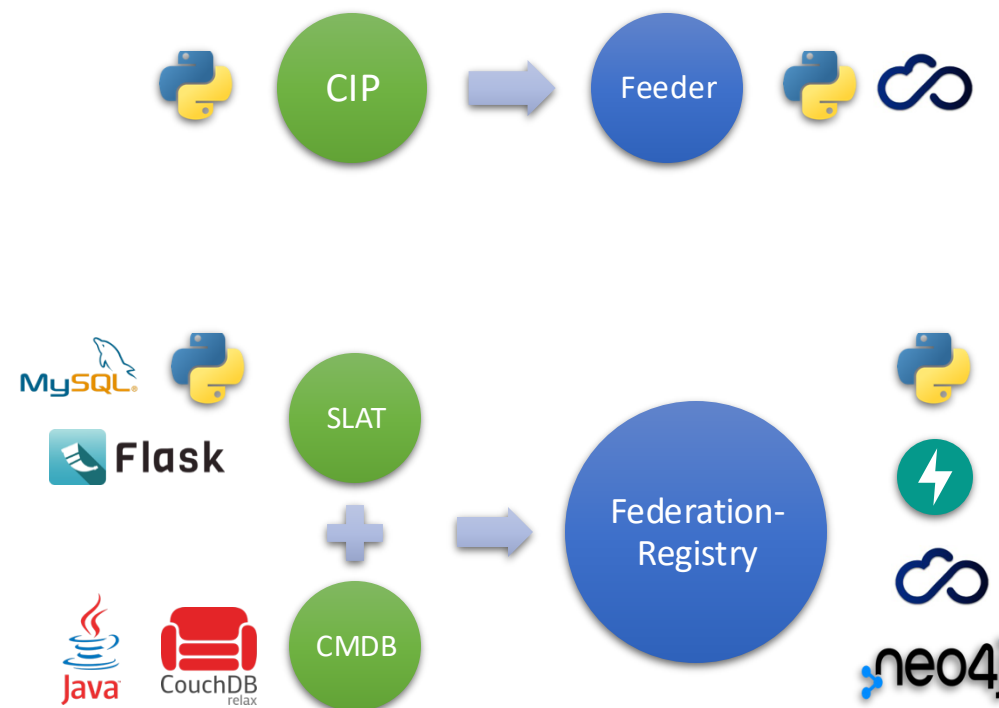 CIP
Feeder
MySQL®
Flask
SLAT
Federation-
Registry
CMDB
Java
CouchDB
relax
neo4j